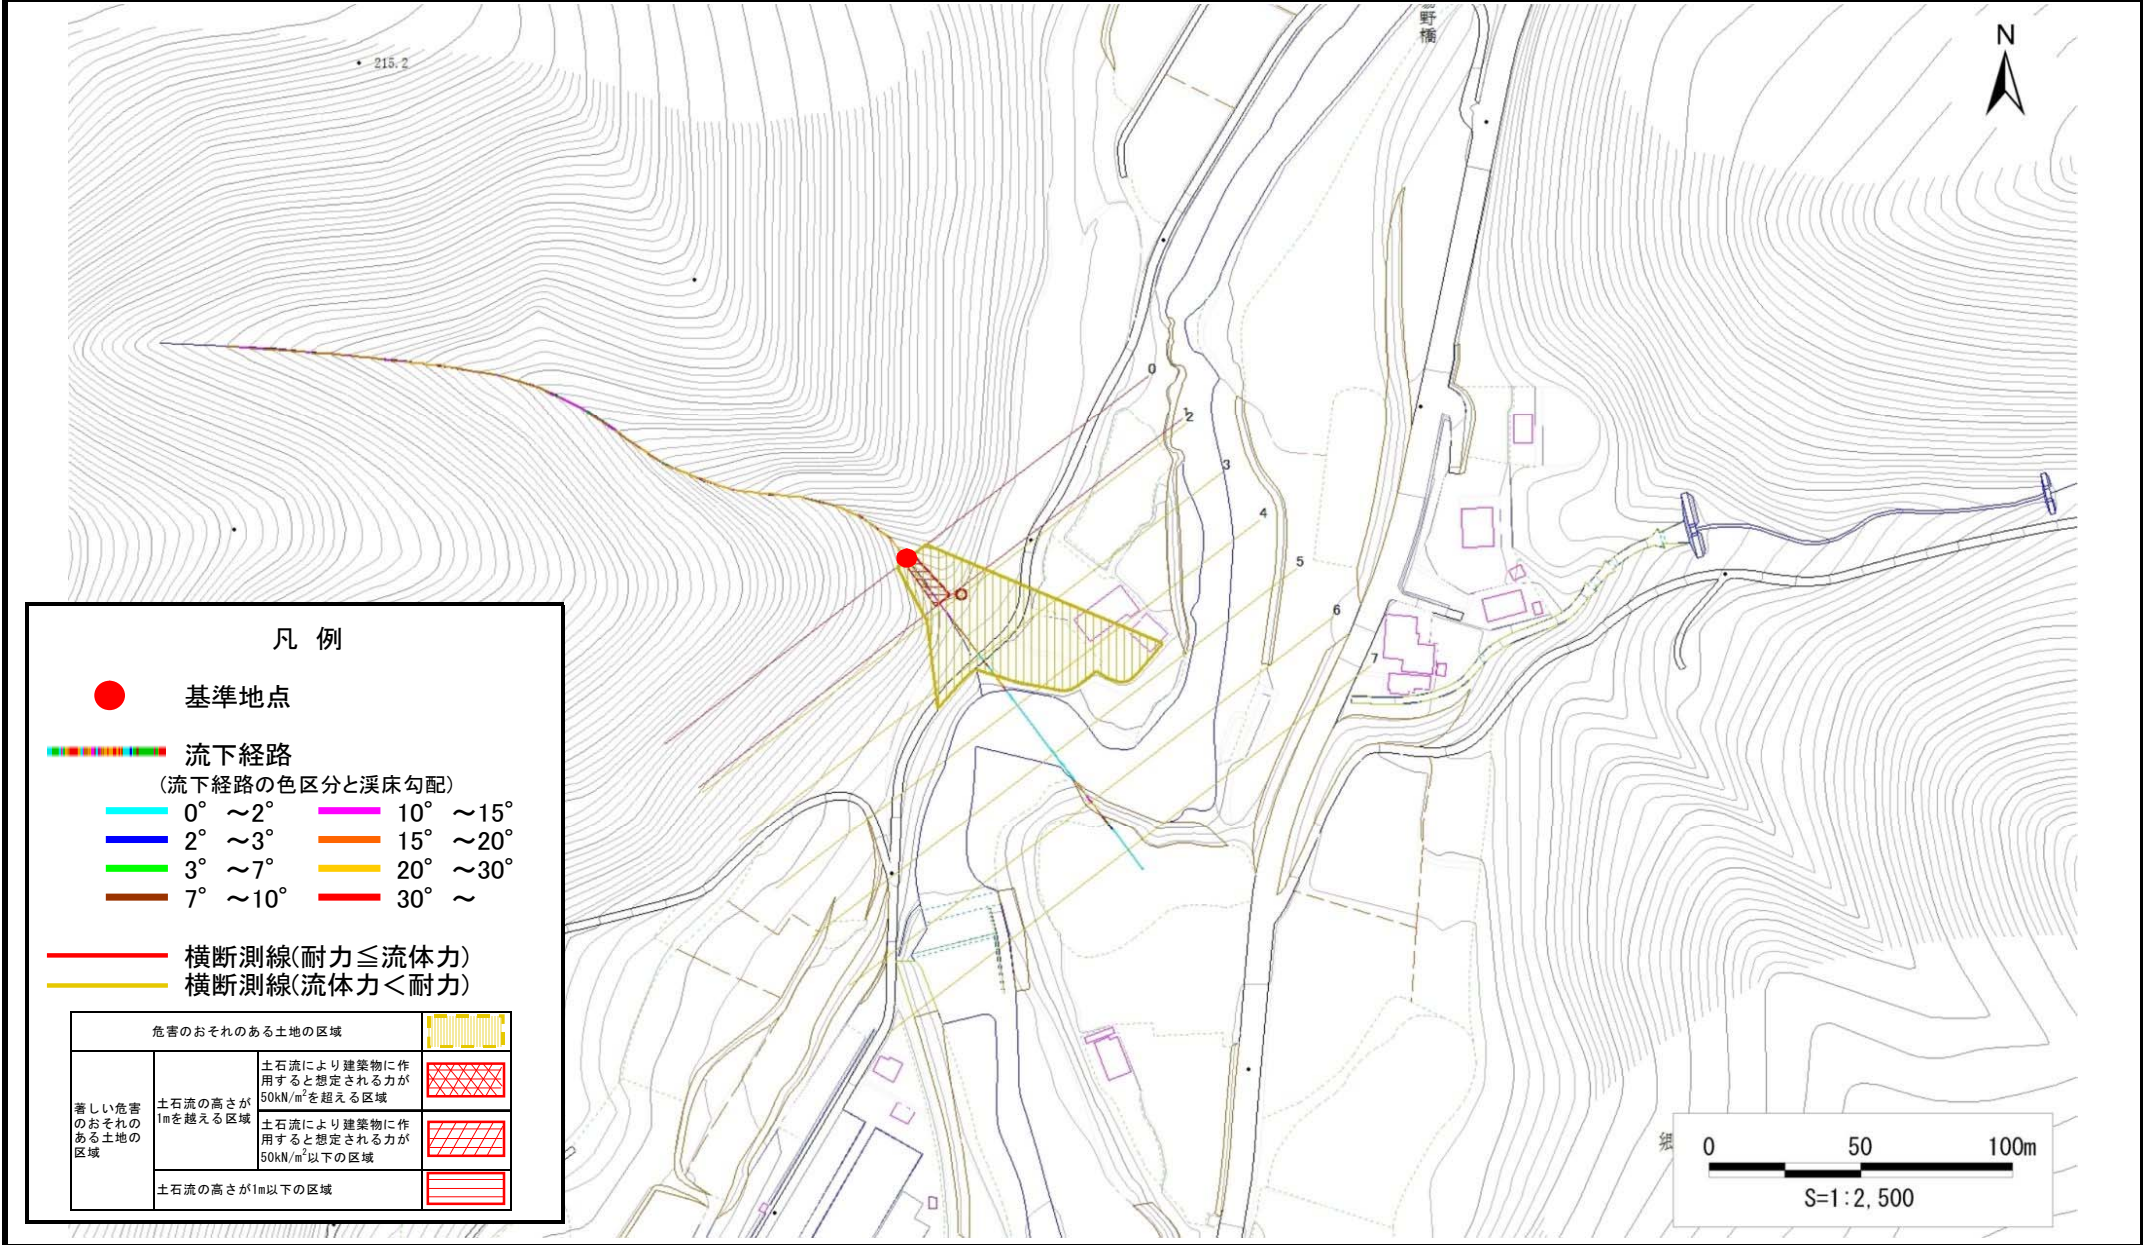 215.2
野
橋
N
0
1
2
3
4
5
6
7
凡 例
基準地点
流下経路
(流下経路の色区分と溪床勾配)
0° ～2° 10° ～15°
2° ～3° 15° ～20°
3° ～7° 20° ～30°
7° ～10° 30° ～
横断測線(耐力≦流体力)
横断測線(流体力＜耐力)
危害のおそれのある土地の区域
著しい危害
のおそれの
ある土地の
区域
土石流の高さが
1mを越える区域
土石流により建築物に作
用すると想定される力が
50kN/m²を超える区域
土石流により建築物に作
用すると想定される力が
50kN/m²以下の区域
土石流の高さが1m以下の区域
郷
0 50 100m
S=1:2,500